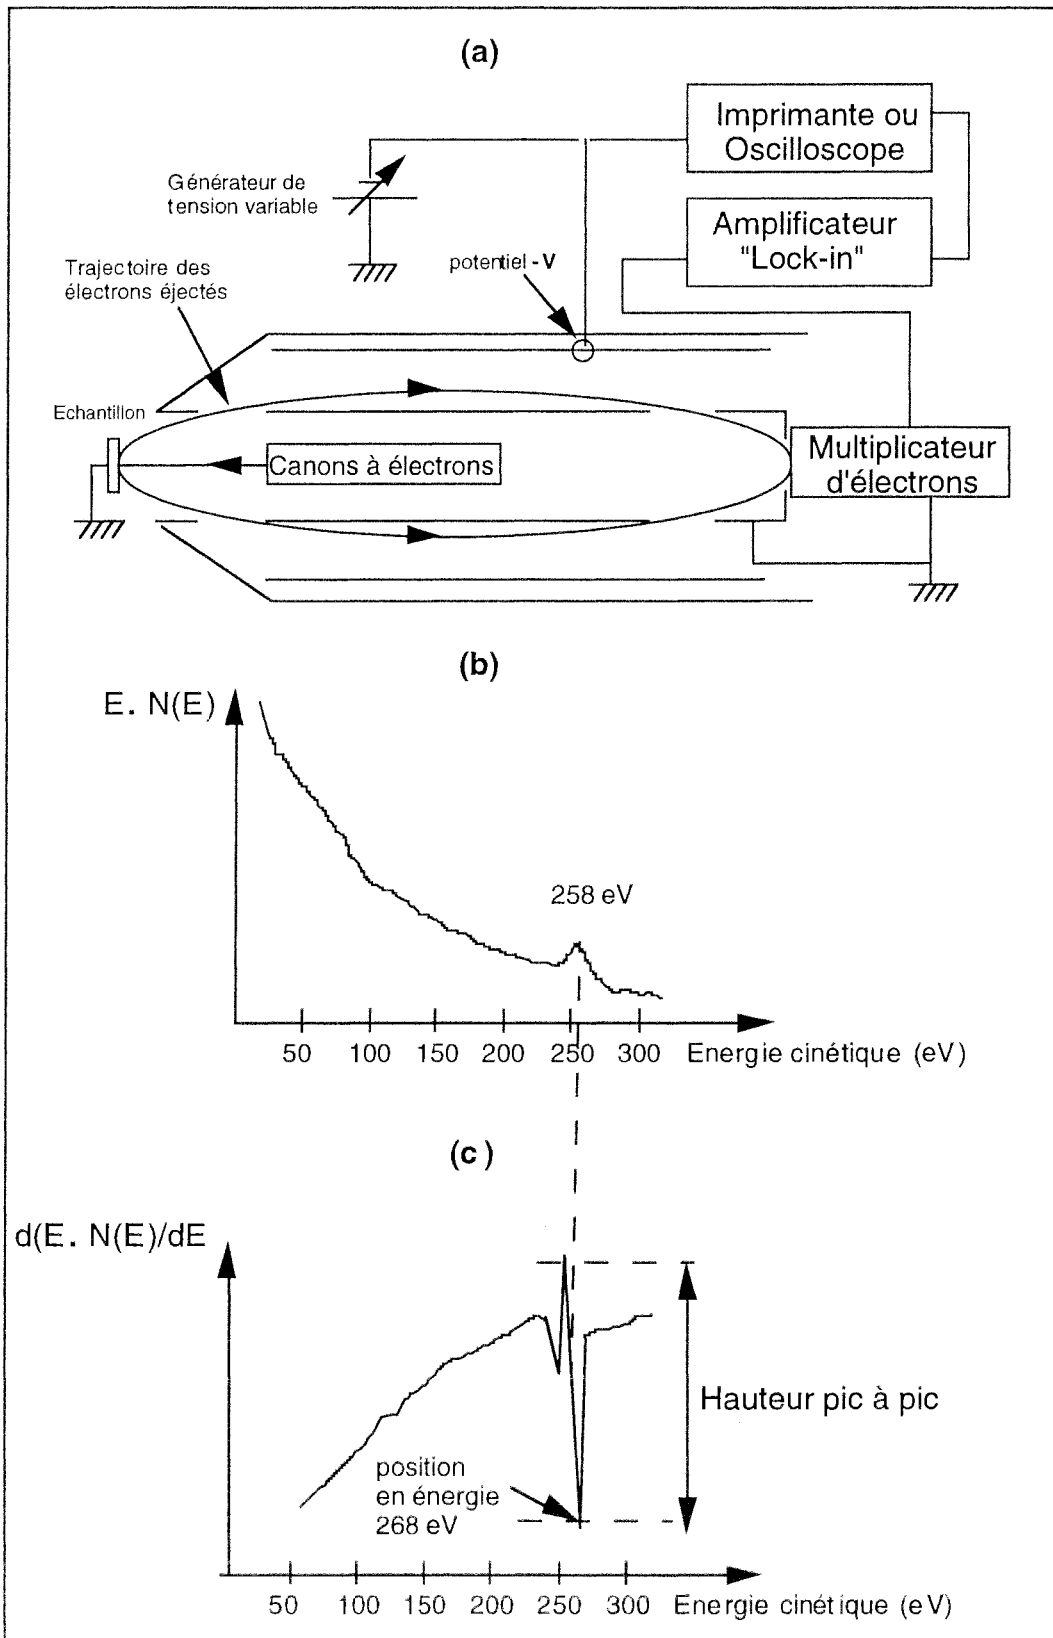 (a)
Imprimante ou
Oscilloscope
Générateur de
tension variable
Amplificateur
"Lock-in"
potentiel - V
Trajectoire des
électrons éjectés
Echantillon
Canons à électrons
Multiplicateur
d'électrons
(b)
E. N(E)
258 eV
50 100 150 200 250 300 Energie cinétique (eV)
(c)
d(E. N(E)/dE
Hauteur pic à pic
position
en énergie
268 eV
50 100 150 200 250 300 Energie cinétique (eV)